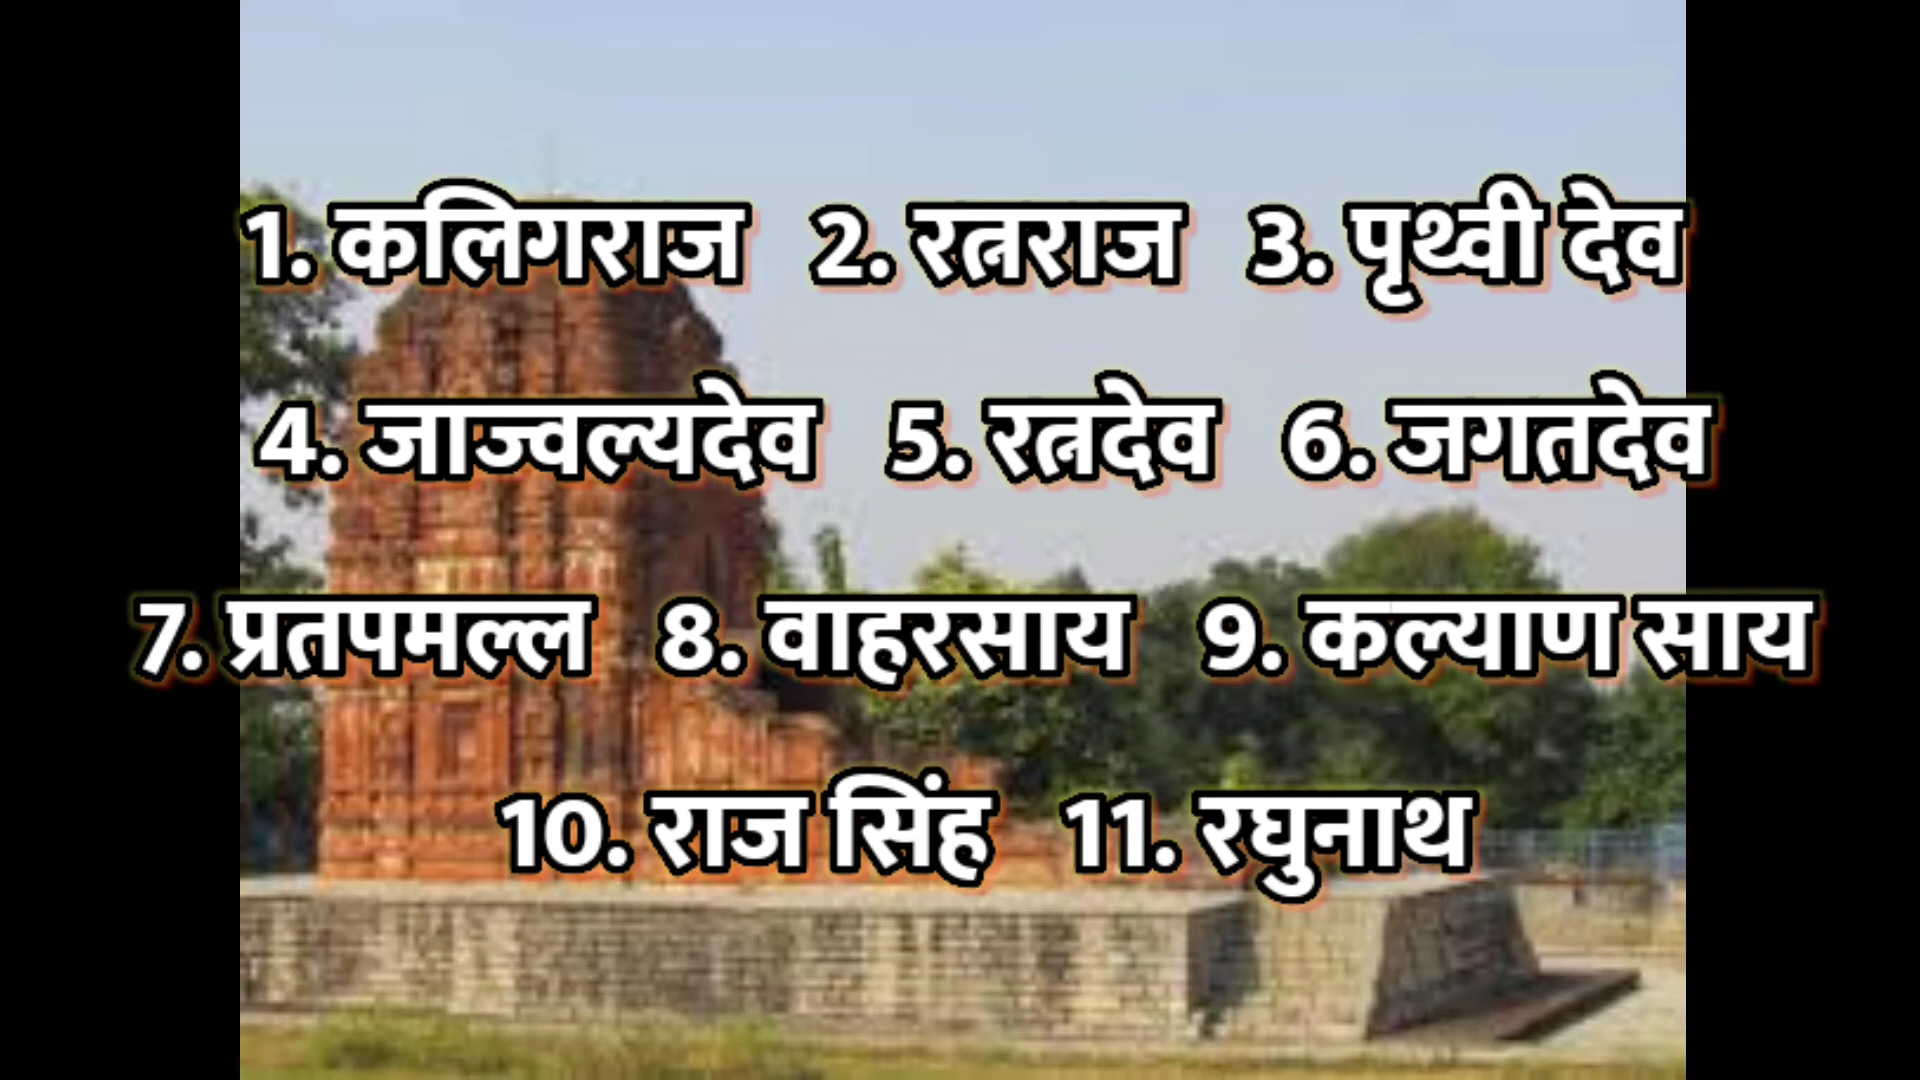 1. कलिगराज 2. रत्नराज 3. पृथ्वी देव
4. जाज्वल्यदेव 5. रत्नदेव 6. जगतदेव
7. प्रतपमल्ल 8. वाहरसाय 9. कल्याण साय
10. राज सिंह 11. रघुनाथ